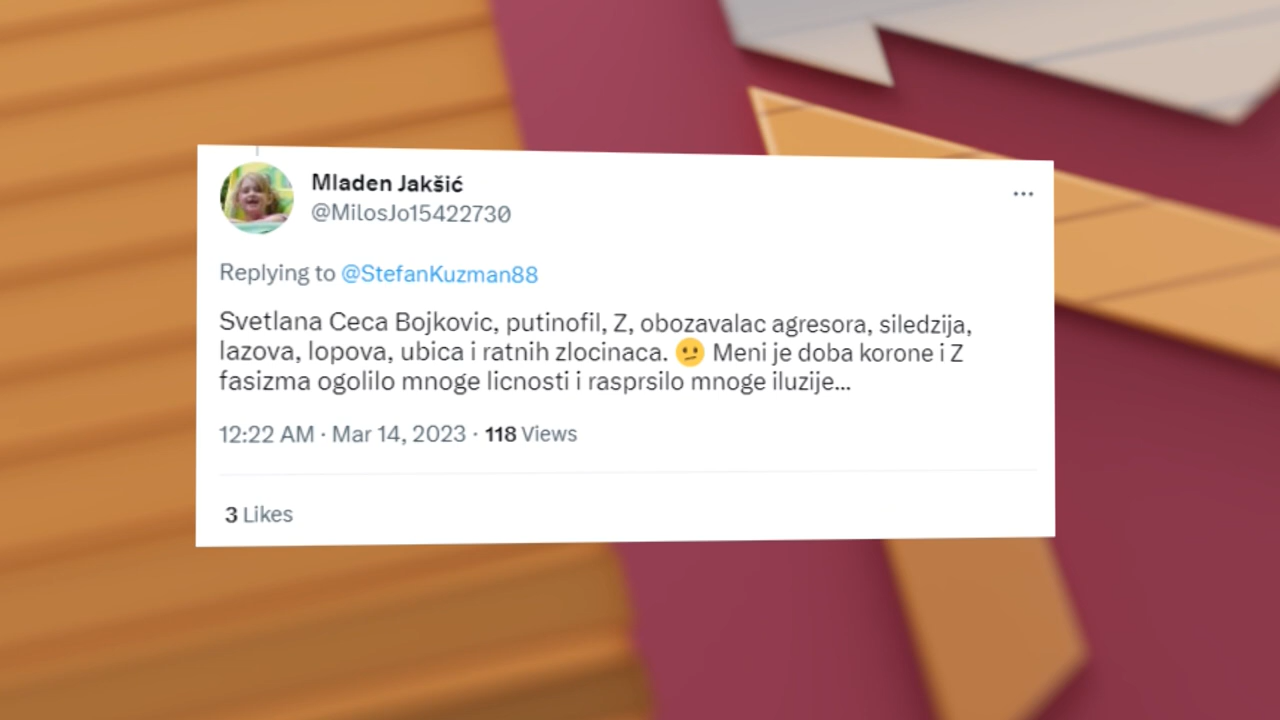 Mladen Jakšić
@MilosJo15422730
Replying to @StefanKuzman88
Svetlana Ceca Bojkovic, putinofil, Z, obozavalac agresora, siledzija,
lazova, lopova, ubica i ratnih zlocinaca. 🫤 Meni je doba korone i Z
fasizma ogolilo mnoge licnosti i rasprsilo mnoge iluzije...
12:22 AM · Mar 14, 2023 · 118 Views
3 Likes